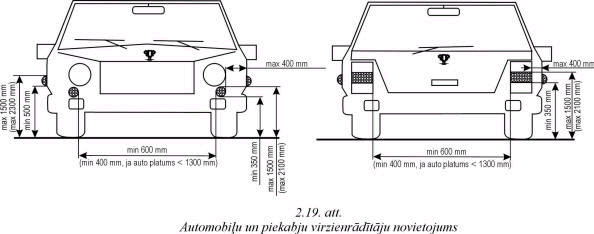 max 400 mm
max 1500 mm
(max 2300 mm)
min 500 mm
min 600 mm
(min 400 mm, ja auto platums < 1300 mm)
min 350 mm
max 1500 mm
(max 2100 mm)
max 400 mm
min 350 mm
max 1500 mm
(max 2100 mm)
min 600 mm
(min 400 mm, ja auto platums < 1300 mm)
2.19. att.
Automobiļu un piekabju virzienrādītāju novietojums